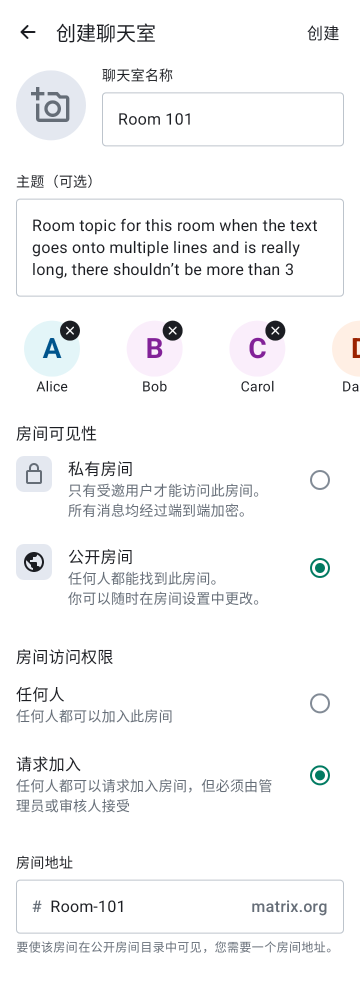 创建聊天室
创建
聊天室名称
Room 101
主题（可选）
Room topic for this room when the text
goes onto multiple lines and is really
long, there shouldn’t be more than 3
A
B
C
Alice
Bob
Carol
Da
房间可见性
私有房间
只有受邀用户才能访问此房间。
所有消息均经过端到端加密。
公开房间
任何人都能找到此房间。
你可以随时在房间设置中更改。
房间访问权限
任何人
任何人都可以加入此房间
请求加入
任何人都可以请求加入房间，但必须由管
理员或审核人接受
房间地址
# Room-101 matrix.org
要使该房间在公开房间目录中可见，您需要一个房间地址。